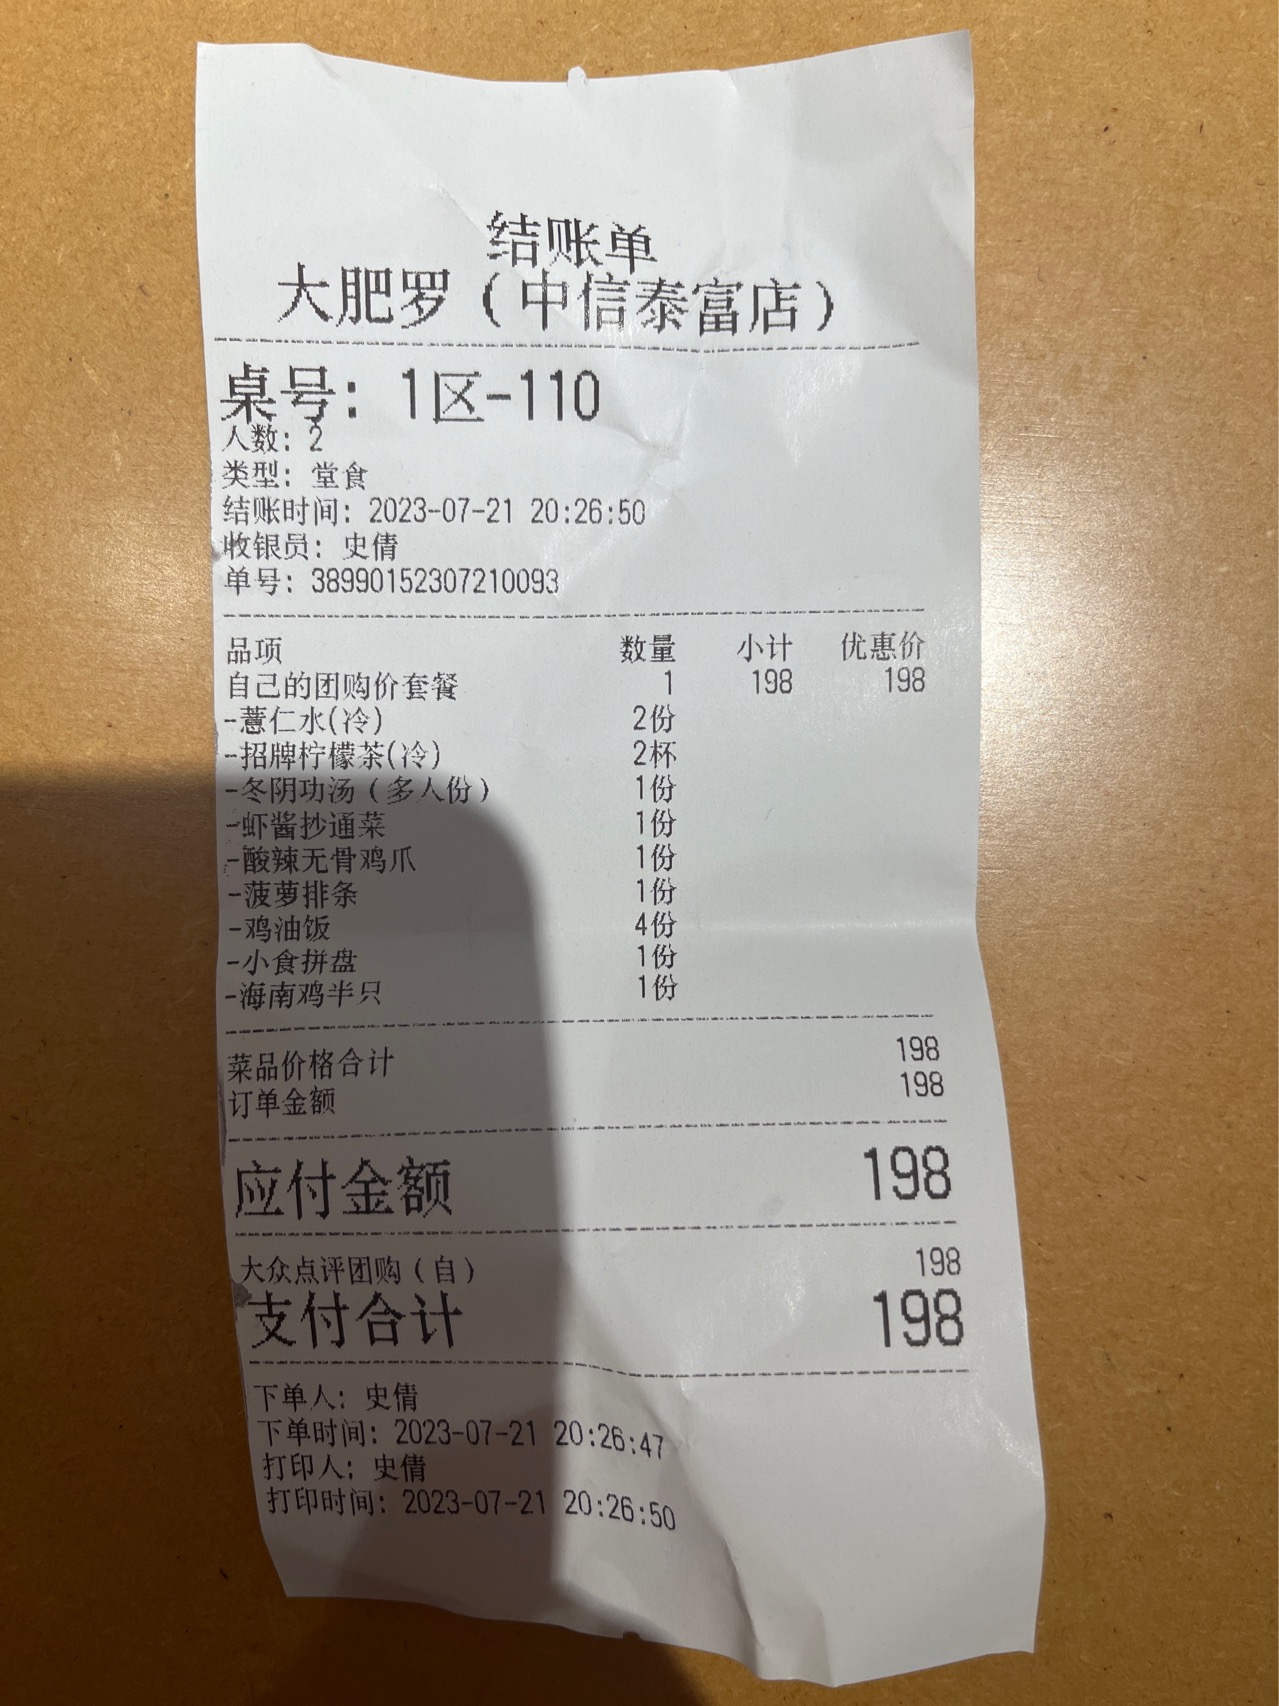 结账单
大肥罗（中信泰富店）
桌号：1区-110
人数：2
类型：堂食
结账时间：2023-07-21 20:26:50
收银员：史倩
单号：38990152307210093
品项 数量 小计 优惠价
自己的团购价套餐 1 198 198
-薏仁水(冷) 2份
-招牌柠檬茶(冷) 2杯
-冬阴功汤（多人份） 1份
-虾酱抄通菜 1份
-酸辣无骨鸡爪 1份
-菠萝排条 1份
-鸡油饭 4份
-小食拼盘 1份
-海南鸡半只 1份
菜品价格合计 198
订单金额 198
应付金额 198
大众点评团购（自） 198
支付合计 198
下单人：史倩
下单时间：2023-07-21 20:26:47
打印人：史倩
打印时间：2023-07-21 20:26:50